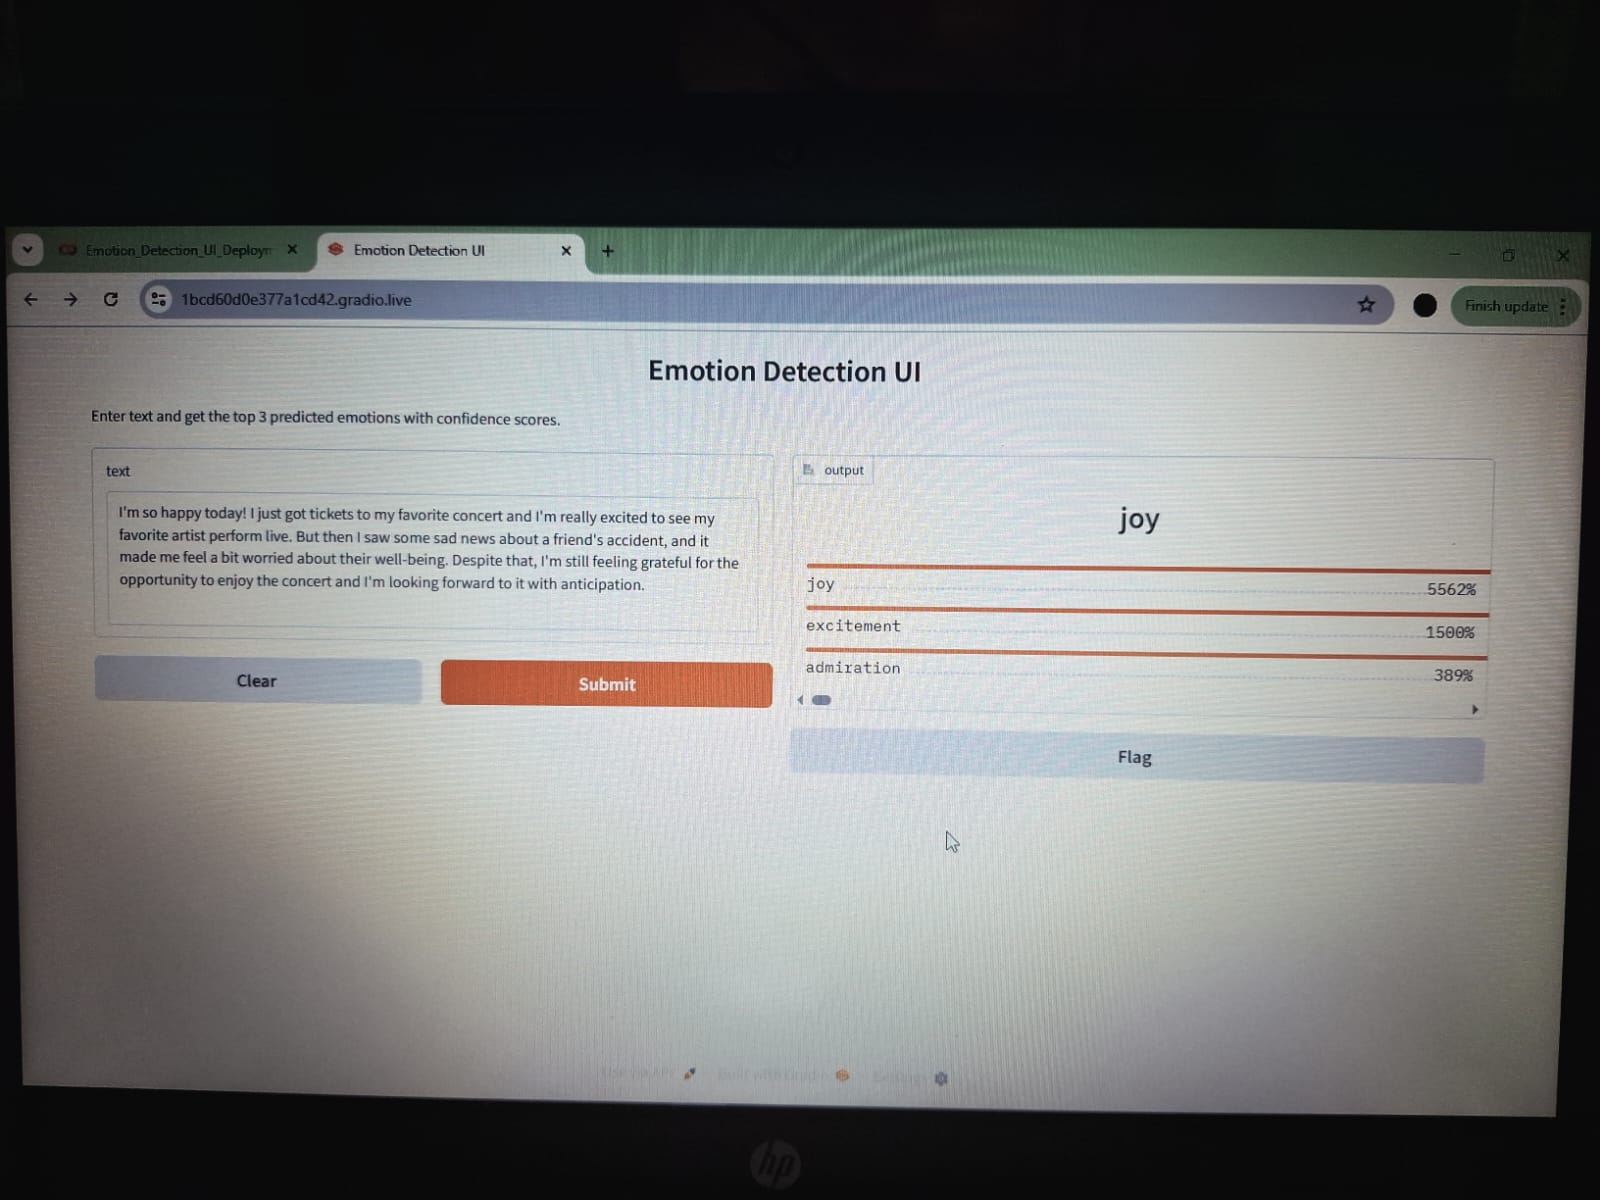 Emotion_Detection_UI_Deploym
Emotion Detection UI
1bcd60d0e377a1cd42.gradio.live
Finish update
Emotion Detection UI
Enter text and get the top 3 predicted emotions with confidence scores.
text
I'm so happy today! I just got tickets to my favorite concert and I'm really excited to see my
favorite artist perform live. But then I saw some sad news about a friend's accident, and it
made me feel a bit worried about their well-being. Despite that, I'm still feeling grateful for the
opportunity to enjoy the concert and I'm looking forward to it with anticipation.
Clear
Submit
output
joy
joy 5562%
excitement 1500%
admiration 389%
Flag
hp